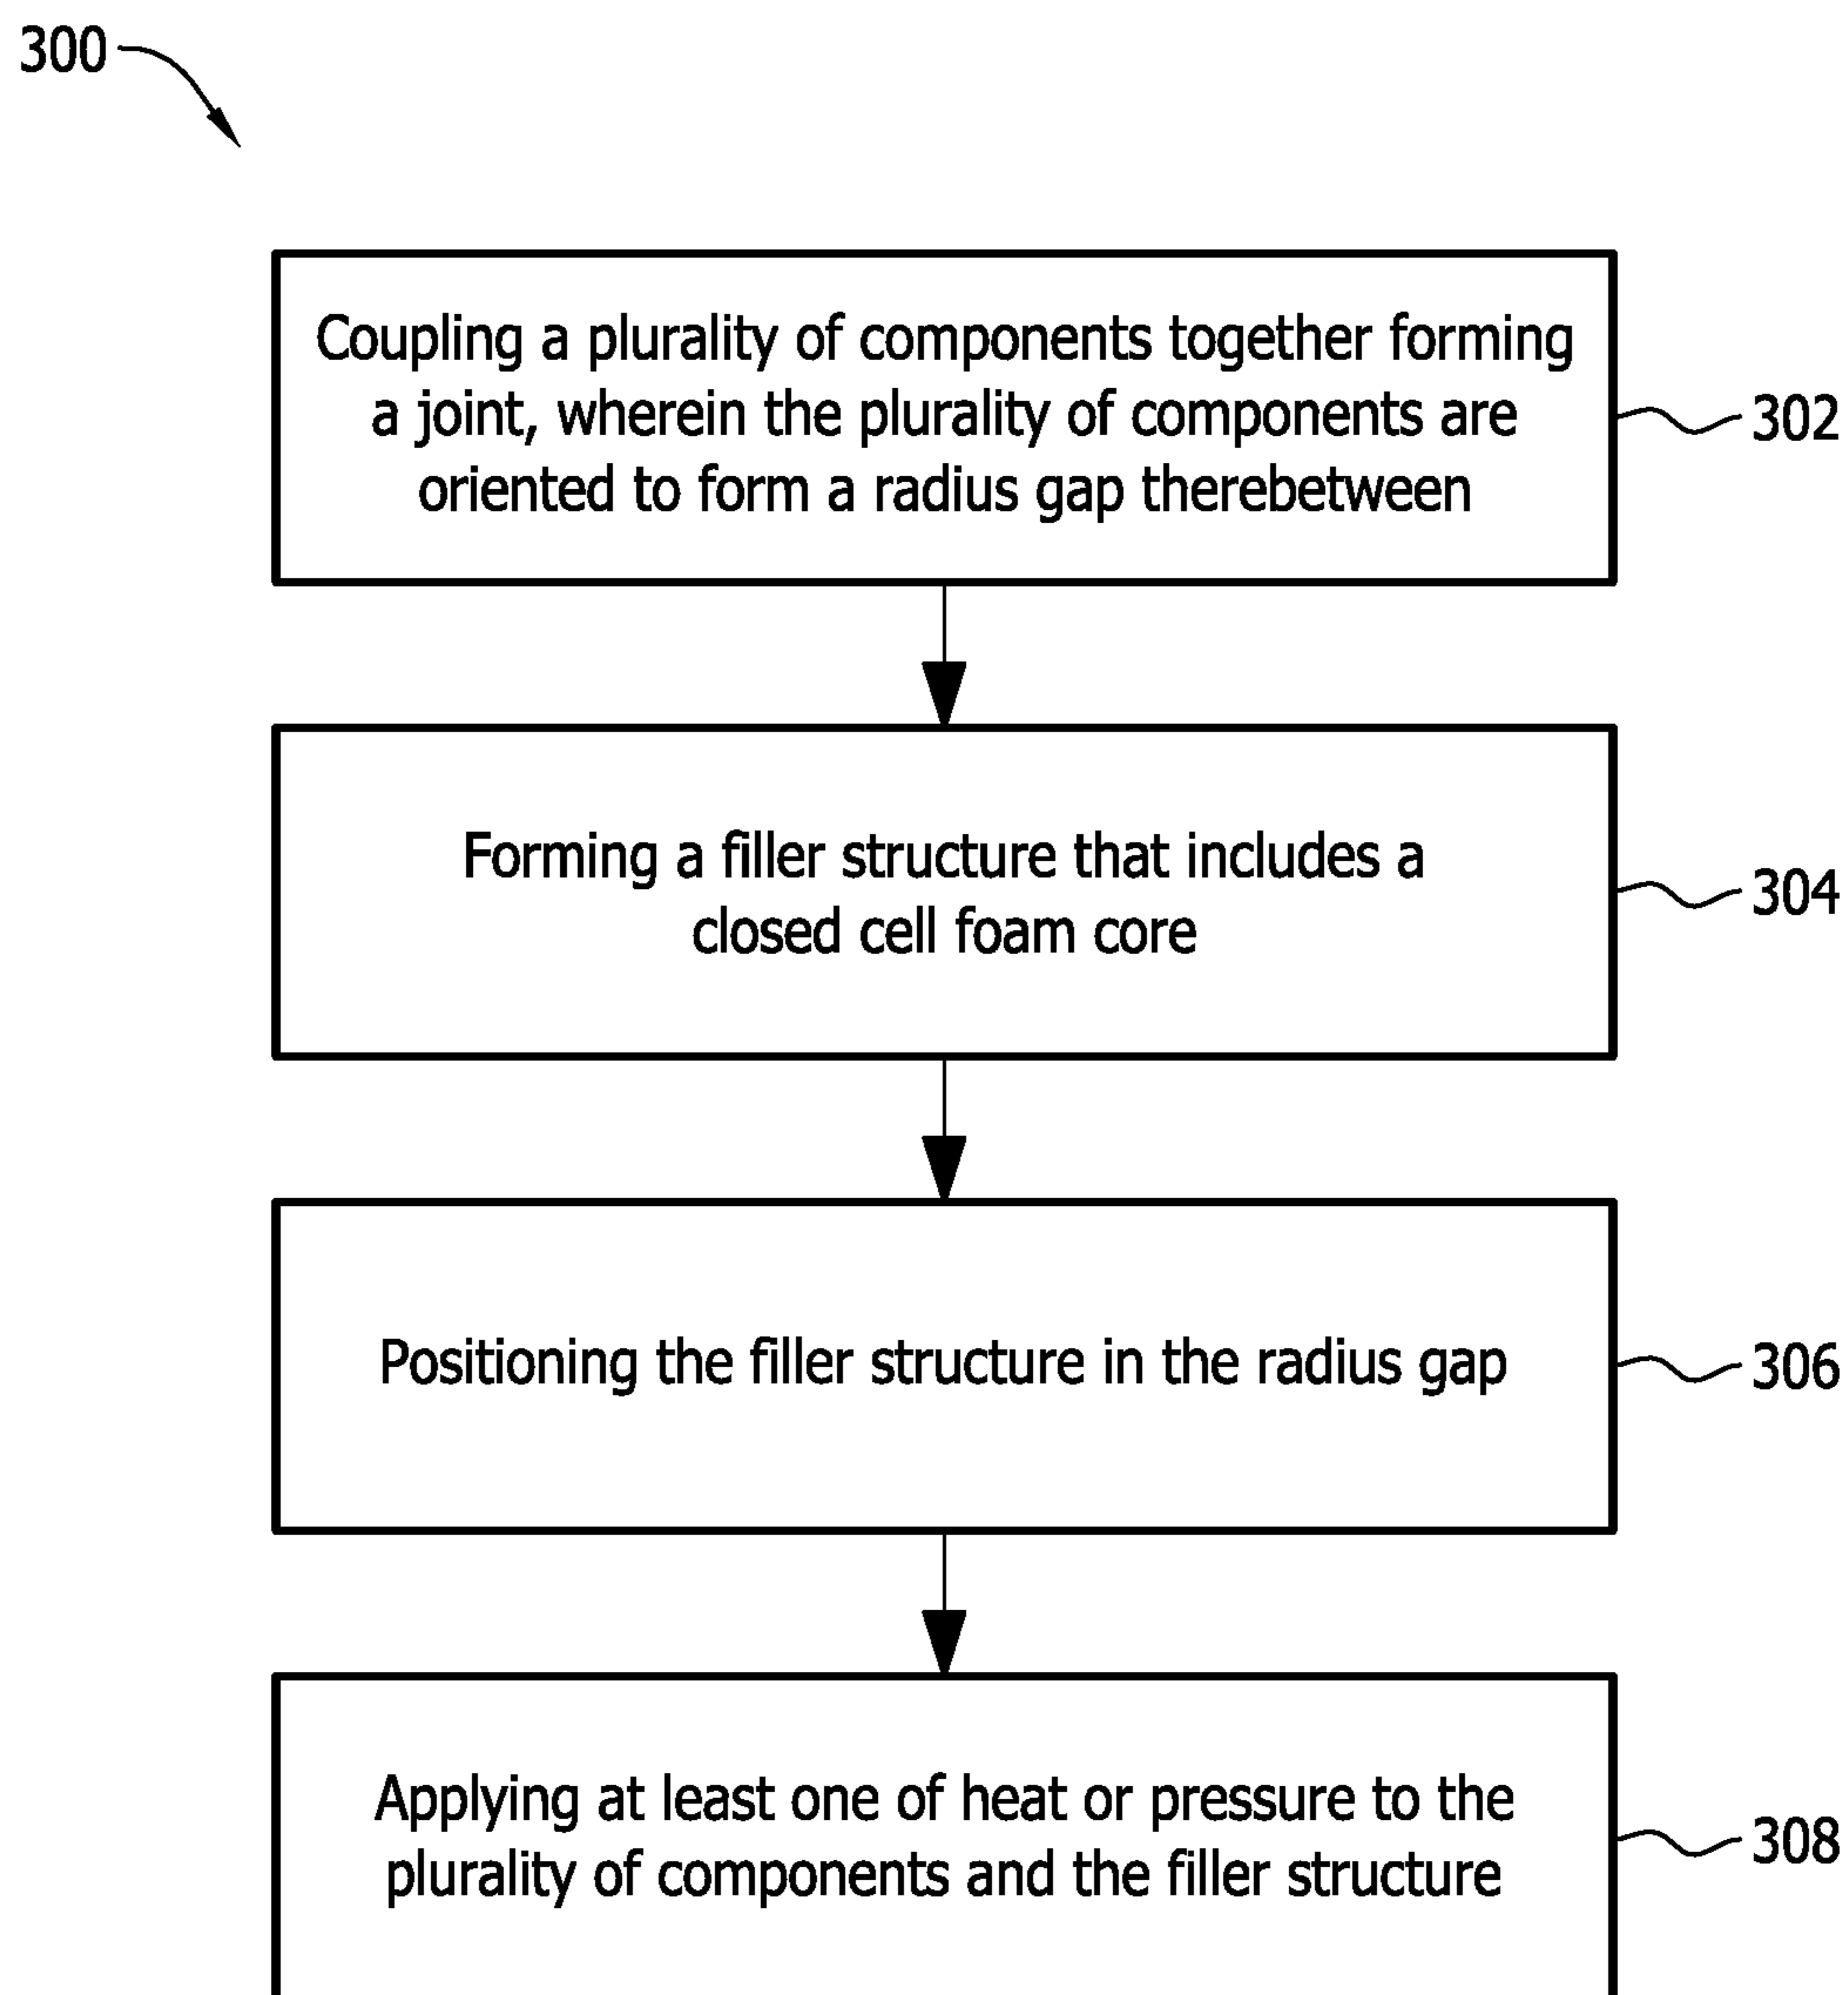 300
Coupling a plurality of components together forming
a joint, wherein the plurality of components are
oriented to form a radius gap therebetween
302
Forming a filler structure that includes a
closed cell foam core
304
Positioning the filler structure in the radius gap
306
Applying at least one of heat or pressure to the
plurality of components and the filler structure
308